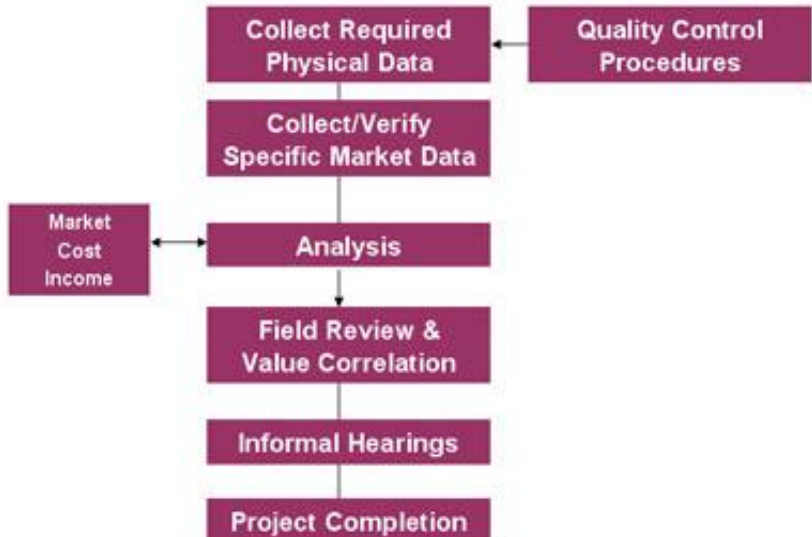 Collect Required
Physical Data
Quality Control
Procedures
Collect/Verify
Specific Market Data
Market
Cost
Income
Analysis
Field Review &
Value Correlation
Informal Hearings
Project Completion